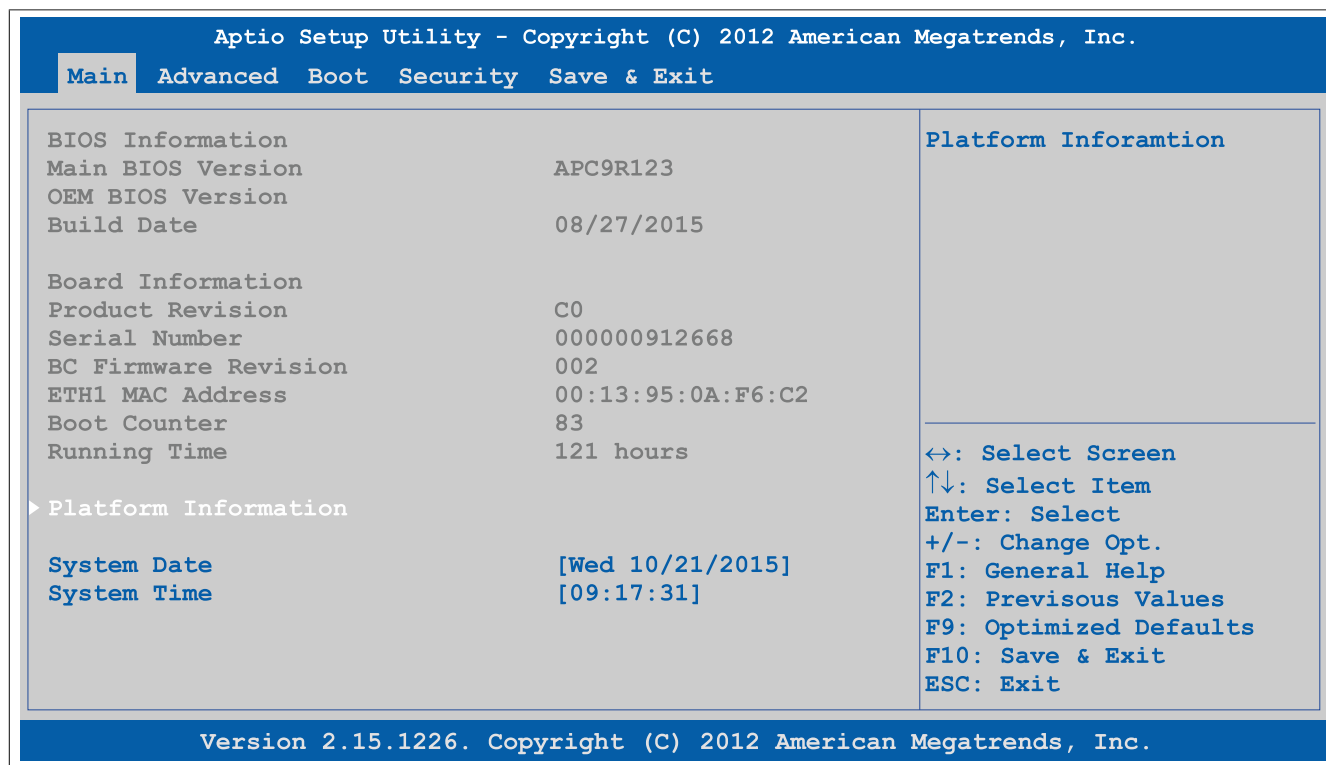 Aptio Setup Utility - Copyright (C) 2012 American Megatrends, Inc.
Main Advanced Boot Security Save & Exit
BIOS Information
Main BIOS Version APC9R123
OEM BIOS Version
Build Date 08/27/2015
Board Information
Product Revision C0
Serial Number 000000912668
BC Firmware Revision 002
ETH1 MAC Address 00:13:95:0A:F6:C2
Boot Counter 83
Running Time 121 hours
Platform Information
System Date [Wed 10/21/2015]
System Time [09:17:31]
Platform Inforamtion
↔: Select Screen
↑↓: Select Item
Enter: Select
+/-: Change Opt.
F1: General Help
F2: Previsous Values
F9: Optimized Defaults
F10: Save & Exit
ESC: Exit
Version 2.15.1226. Copyright (C) 2012 American Megatrends, Inc.